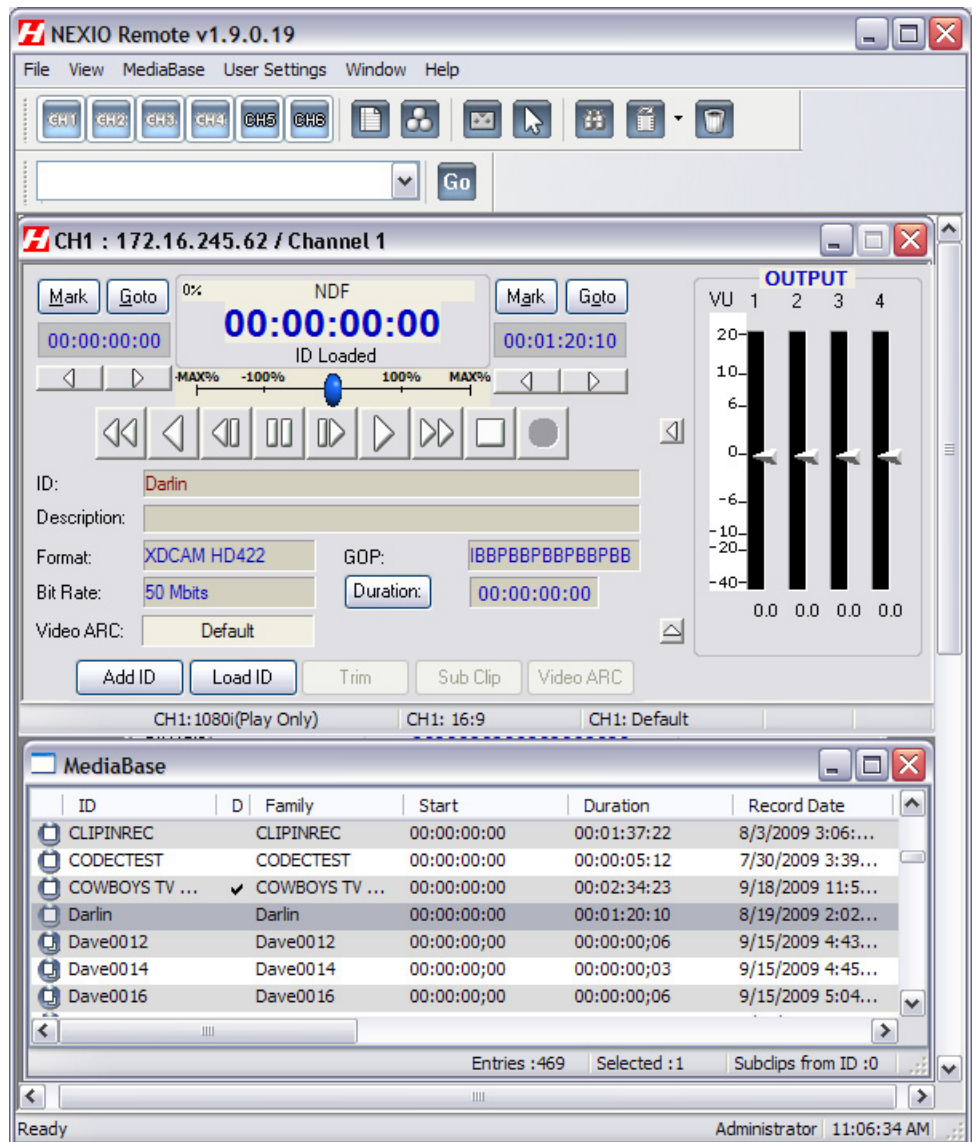 NEXIO Remote v1.9.0.19
File View MediaBase User Settings Window Help
CH1 CH2 CH3 CH4 CH5 CH6
Go
CH1 : 172.16.245.62 / Channel 1
OUTPUT
Mark Goto 0% NDF Mark Goto VU 1 2 3 4
00:00:00:00 00:00:00:00 00:01:20:10
ID Loaded
-MAX% -100% 100% MAX%
20
10
6
0
-6
-10
-20
-40
0.0 0.0 0.0 0.0
ID: Darlin
Description:
Format: XDCAM HD422 GOP: IBBPBBPBBPBBPBB
Bit Rate: 50 Mbits Duration: 00:00:00:00
Video ARC: Default
Add ID Load ID Trim Sub Clip Video ARC
CH1:1080i(Play Only) CH1: 16:9 CH1: Default
MediaBase
ID D Family Start Duration Record Date
CLIPINREC CLIPINREC 00:00:00:00 00:01:37:22 8/3/2009 3:06:...
CODECTEST CODECTEST 00:00:00:00 00:00:05:12 7/30/2009 3:39...
COWBOYS TV ... ✔ COWBOYS TV ... 00:00:00:00 00:02:34:23 9/18/2009 11:5...
Darlin Darlin 00:00:00:00 00:01:20:10 8/19/2009 2:02...
Dave0012 Dave0012 00:00:00;00 00:00:00;06 9/15/2009 4:43...
Dave0014 Dave0014 00:00:00;00 00:00:00;03 9/15/2009 4:45...
Dave0016 Dave0016 00:00:00;00 00:00:00;06 9/15/2009 5:04...
Entries :469 Selected :1 Subclips from ID :0
Ready Administrator 11:06:34 AM